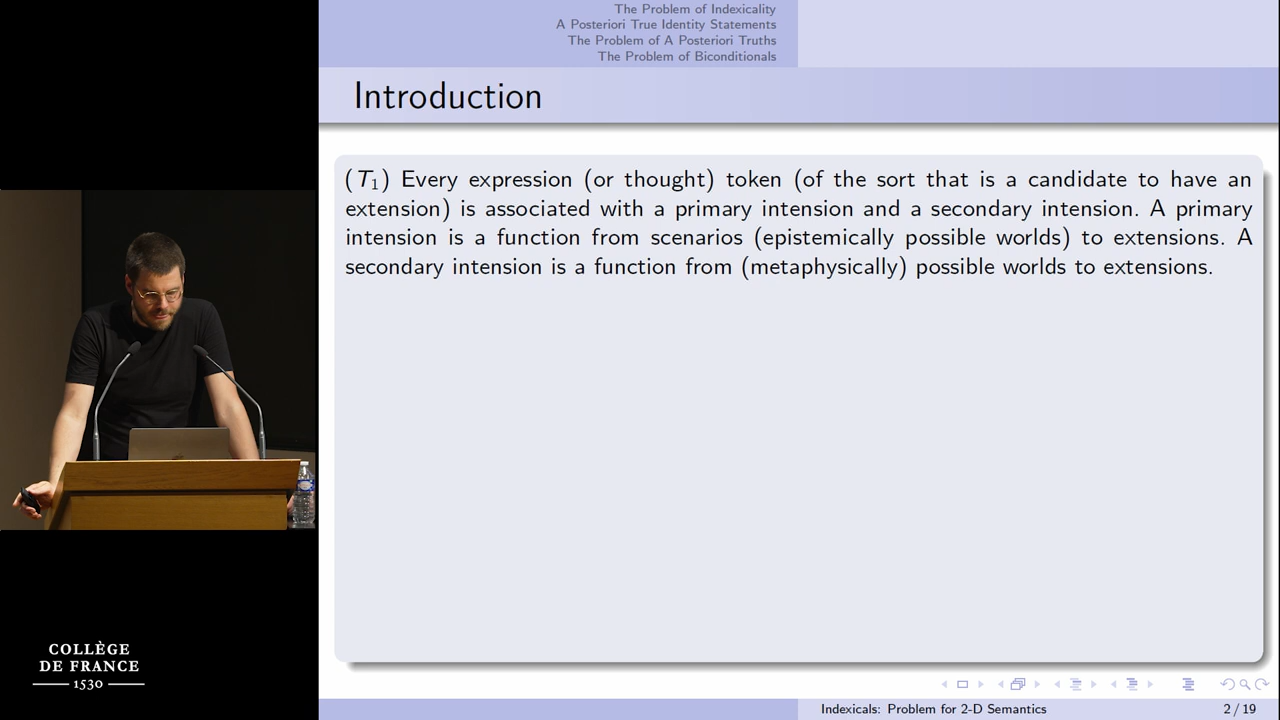 The Problem of Indexicality
A Posteriori True Identity Statements
The Problem of A Posteriori Truths
The Problem of Biconditionals
Introduction
(T₁) Every expression (or thought) token (of the sort that is a candidate to have an
extension) is associated with a primary intension and a secondary intension. A primary
intension is a function from scenarios (epistemically possible worlds) to extensions. A
secondary intension is a function from (metaphysically) possible worlds to extensions.
COLLÈGE
DE FRANCE
1530
Indexicals: Problem for 2-D Semantics
2 / 19